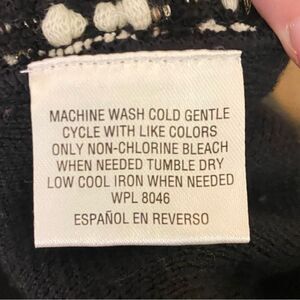 MACHINE WASH COLD GENTLE
CYCLE WITH LIKE COLORS
ONLY NON-CHLORINE BLEACH
WHEN NEEDED TUMBLE DRY
LOW COOL IRON WHEN NEEDED
WPL 8046
ESPAÑOL EN REVERSO